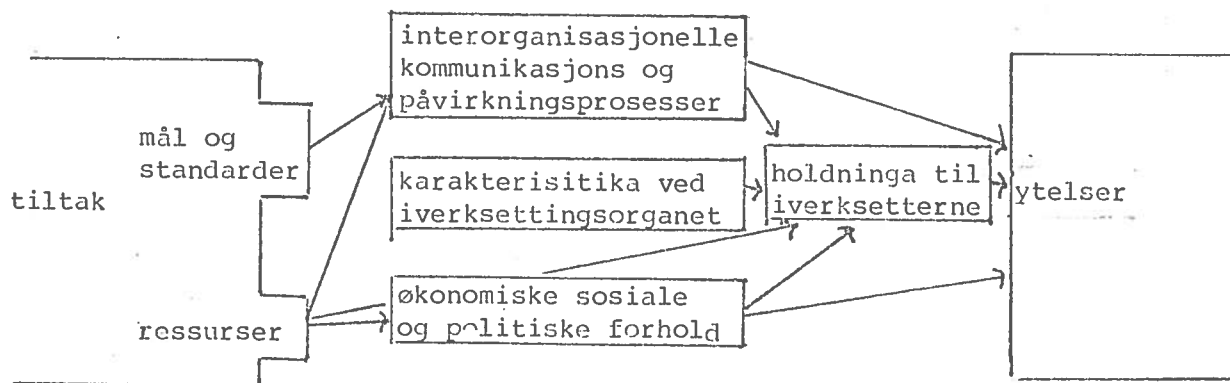 interorganisasjonelle
kommunikasjons og
påvirkningsprosesser
mål og
standarder
tiltak
karakterisitika ved
iverksettingsorganet
holdninga til
iverksetterne
ytelser
økonomiske sosiale
og politiske forhold
ressurser